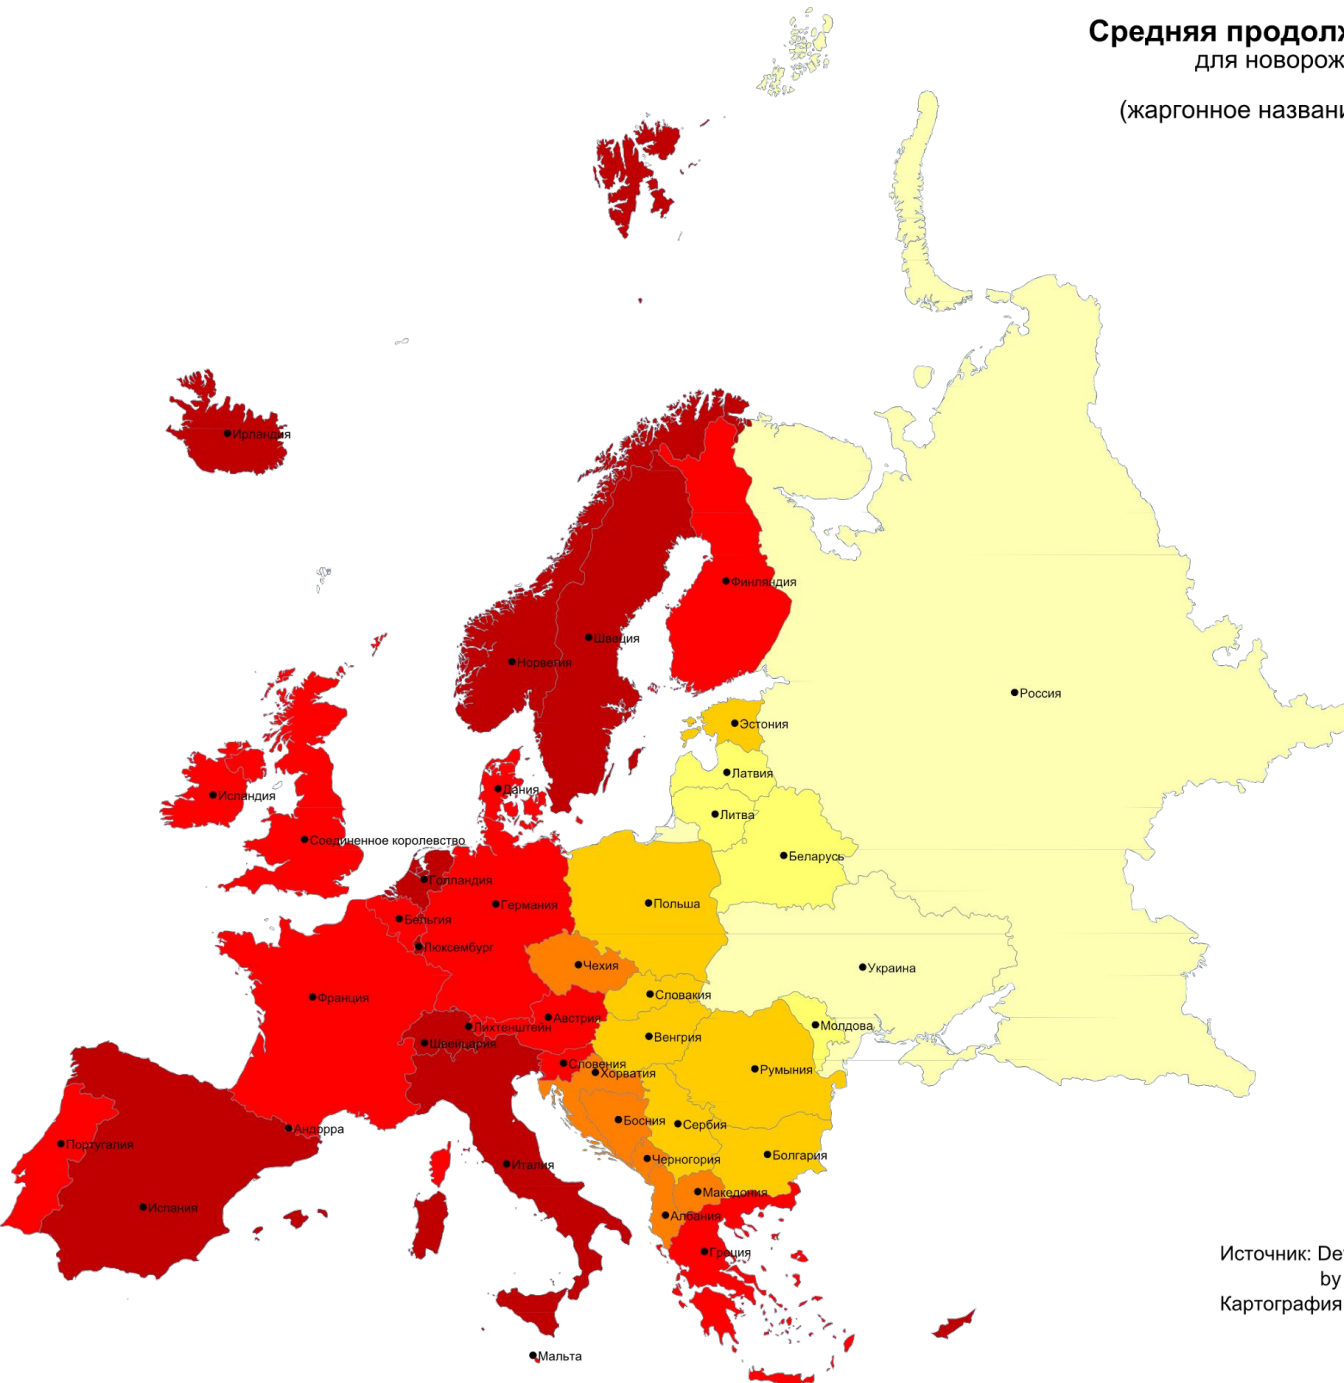 Средняя продолж
для новорож
(жаргонное названи
Ирландия
Финляндия
Швация
Норвегия
Россия
Эстония
Дания
Латвия
Исландия
Литва
Соединенное королевство
Беларусь
Голландия
Германия
Польша
Бельгия
Люксембург
Чехия
Украина
Франция
Словакия
Австрия
Лихтенштейн
Молдова
Швейцария
Венгрия
Словения
Хорватия
Румыния
Босния
Сербия
Андорра
Португалия
Черногория
Болгария
Италия
Македония
Испания
Албания
Греция
Источник: De
by
Картография
Мальта